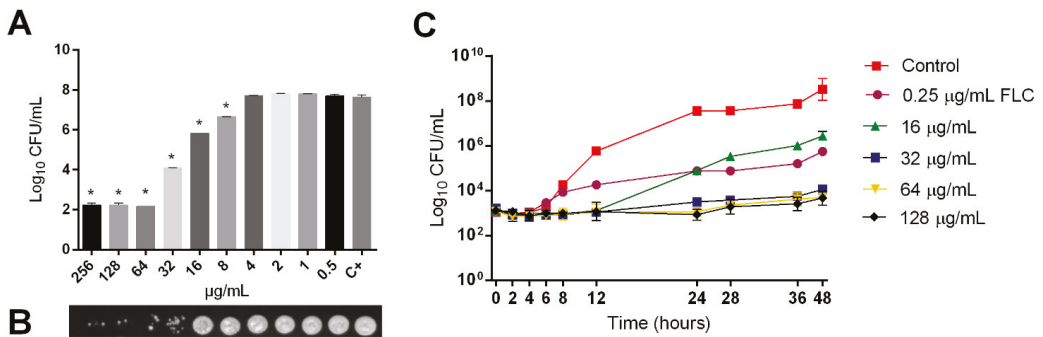 A
Log10 CFU/mL
10
8
6
4
2
0
* * * * * *
256 128 64 32 16 8 4 2 1 0.5 C+
µg/mL
B
C
Log10 CFU/mL
10^10
10^8
10^6
10^4
10^2
10^0
0 2 4 6 8 12 24 28 36 48
Time (hours)
Control
0.25 µg/mL FLC
16 µg/mL
32 µg/mL
64 µg/mL
128 µg/mL